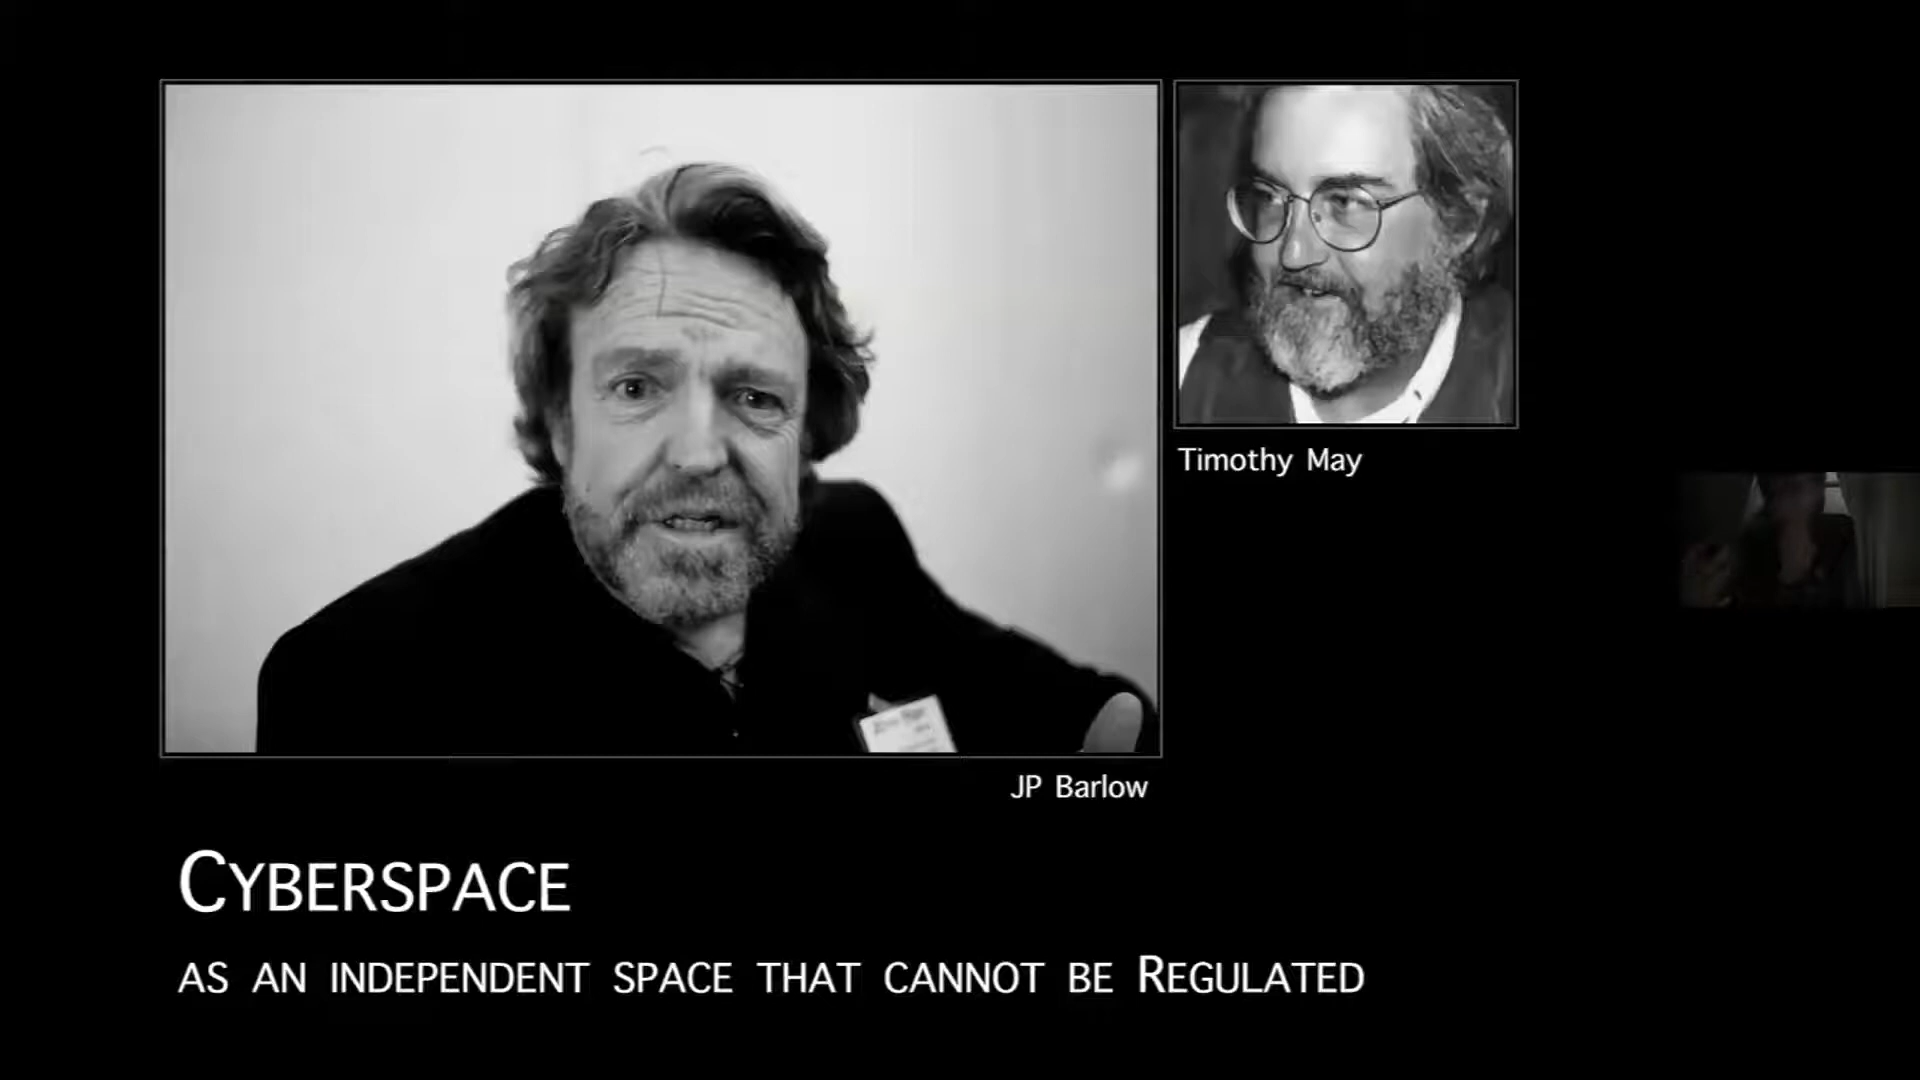 Timothy May
JP Barlow
CYBERSPACE
AS AN INDEPENDENT SPACE THAT CANNOT BE REGULATED